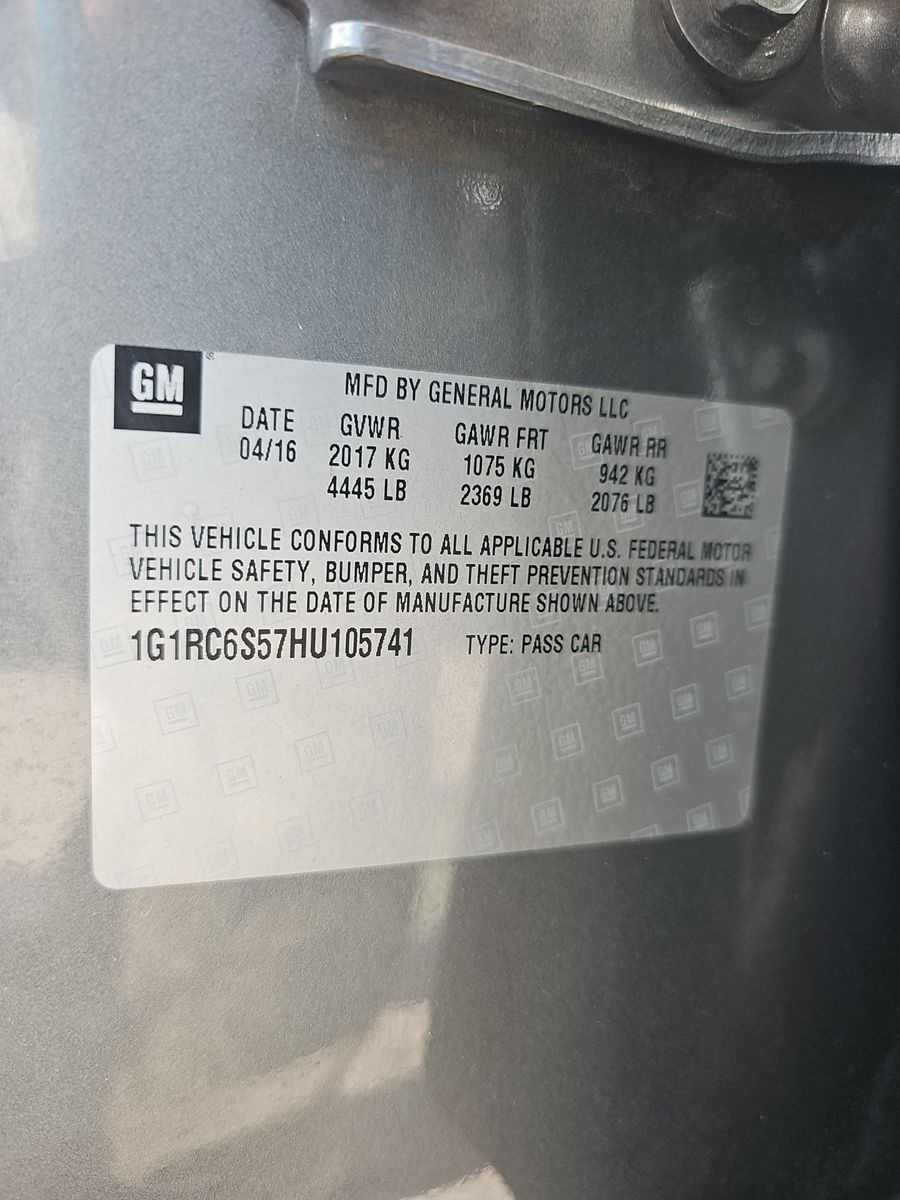 GM
MFD BY GENERAL MOTORS LLC
DATE GVWR GAWR FRT GAWR RR
04/16 2017 KG 1075 KG 942 KG
4445 LB 2369 LB 2076 LB
THIS VEHICLE CONFORMS TO ALL APPLICABLE U.S. FEDERAL MOTOR
VEHICLE SAFETY, BUMPER, AND THEFT PREVENTION STANDARDS IN
EFFECT ON THE DATE OF MANUFACTURE SHOWN ABOVE.
1G1RC6S57HU105741 TYPE: PASS CAR